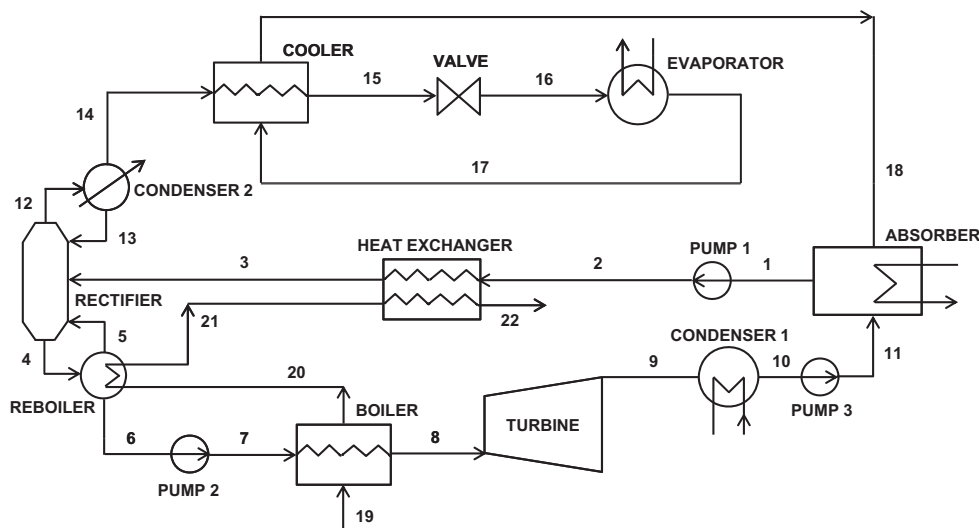 COOLER
VALVE
EVAPORATOR
14
15
16
17
18
12
CONDENSER 2
13
HEAT EXCHANGER
ABSORBER
PUMP 1
3
2
1
RECTIFIER
21
22
5
4
CONDENSER 1
11
20
9
10
REBOILER
BOILER
PUMP 3
TURBINE
6
7
8
PUMP 2
19